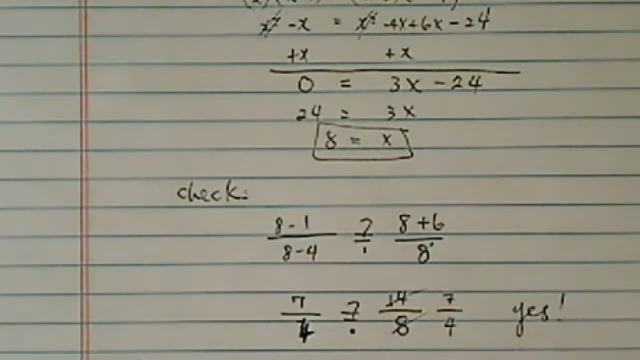 x² - x = x² - 4x + 6x - 24
+x +x
0 = 3x - 24
24 = 3x
8 = x
check:
8-1/8-4 ?= 8+6/8
7/4 ?= 14/8 7/4 yes!